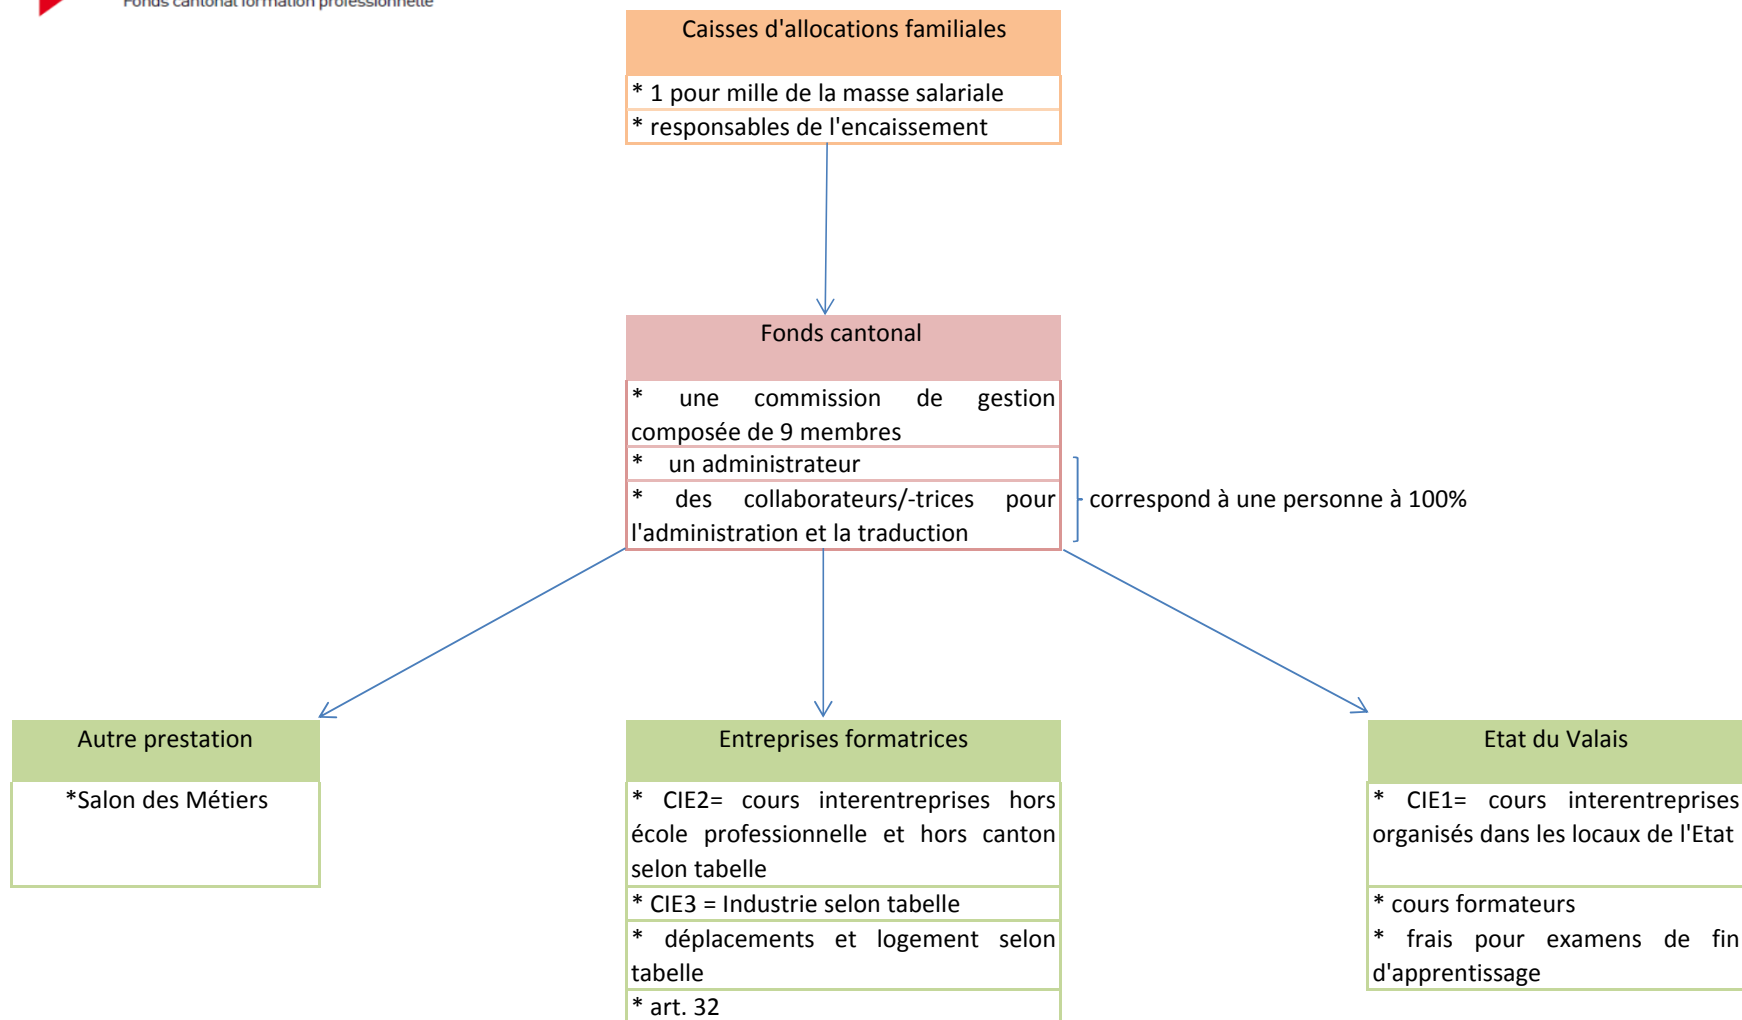 Fonds cantonal formation professionnelle
Caisses d'allocations familiales
* 1 pour mille de la masse salariale
* responsables de l'encaissement
Fonds cantonal
* une commission de gestion
composée de 9 membres
* un administrateur
* des collaborateurs/-trices pour
l'administration et la traduction
correspond à une personne à 100%
Autre prestation
*Salon des Métiers
Entreprises formatrices
* CIE2= cours interentreprises hors
école professionnelle et hors canton
selon tabelle
* CIE3 = Industrie selon tabelle
* déplacements et logement selon
tabelle
* art. 32
Etat du Valais
* CIE1= cours interentreprises
organisés dans les locaux de l'Etat
* cours formateurs
* frais pour examens de fin
d'apprentissage